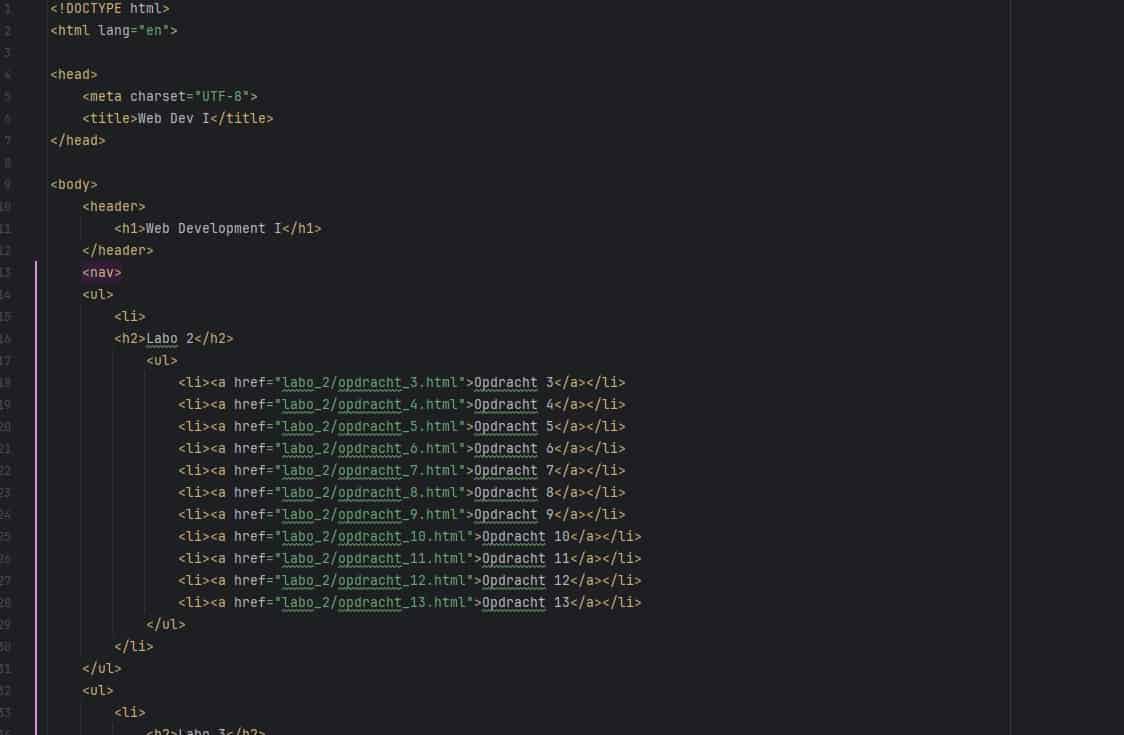 1 <!DOCTYPE html>
2 <html lang="en">
3
4 <head>
5 <meta charset="UTF-8">
6 <title>Web Dev I</title>
7 </head>
8
9 <body>
10 <header>
11 <h1>Web Development I</h1>
12 </header>
13 <nav>
14 <ul>
15 <li>
16 <h2>Labo 2</h2>
17 <ul>
18 <li><a href="labo_2/opdracht_3.html">Opdracht 3</a></li>
19 <li><a href="labo_2/opdracht_4.html">Opdracht 4</a></li>
20 <li><a href="labo_2/opdracht_5.html">Opdracht 5</a></li>
21 <li><a href="labo_2/opdracht_6.html">Opdracht 6</a></li>
22 <li><a href="labo_2/opdracht_7.html">Opdracht 7</a></li>
23 <li><a href="labo_2/opdracht_8.html">Opdracht 8</a></li>
24 <li><a href="labo_2/opdracht_9.html">Opdracht 9</a></li>
25 <li><a href="labo_2/opdracht_10.html">Opdracht 10</a></li>
26 <li><a href="labo_2/opdracht_11.html">Opdracht 11</a></li>
27 <li><a href="labo_2/opdracht_12.html">Opdracht 12</a></li>
28 <li><a href="labo_2/opdracht_13.html">Opdracht 13</a></li>
29 </ul>
30 </li>
31 </ul>
32 <ul>
33 <li>
<h2>Labo 3</h2>